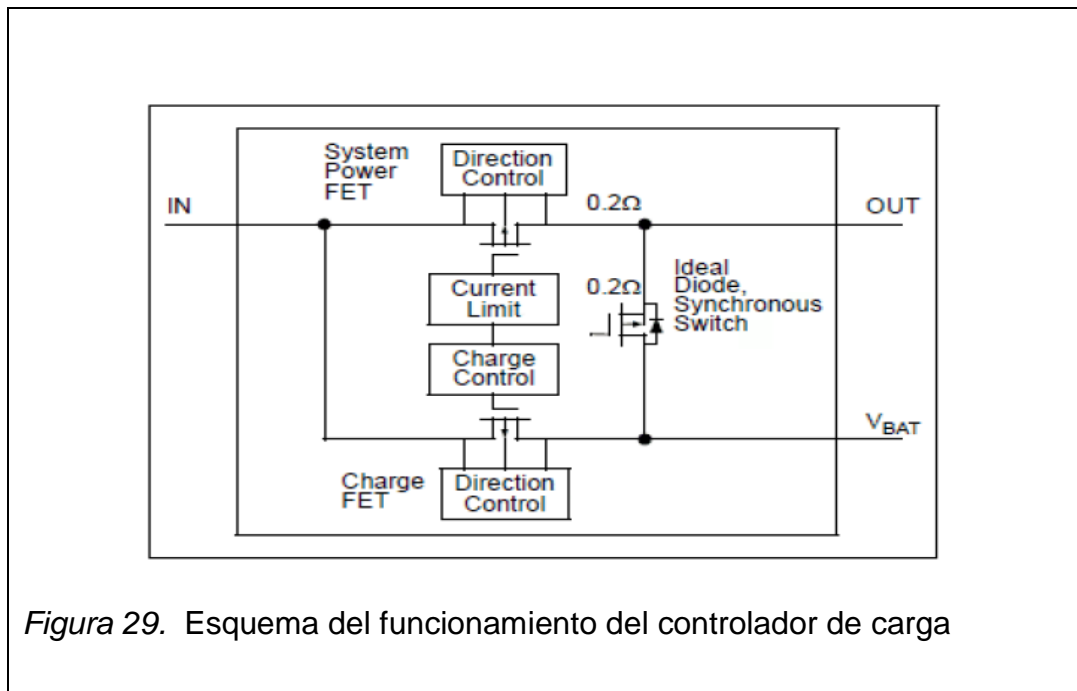 System
Power
FET
Direction
Control
IN
0.2Ω
OUT
Current
Limit
0.2Ω
Ideal
Diode,
Synchronous
Switch
Charge
Control
VBAT
Charge
FET
Direction
Control
Figura 29. Esquema del funcionamiento del controlador de carga